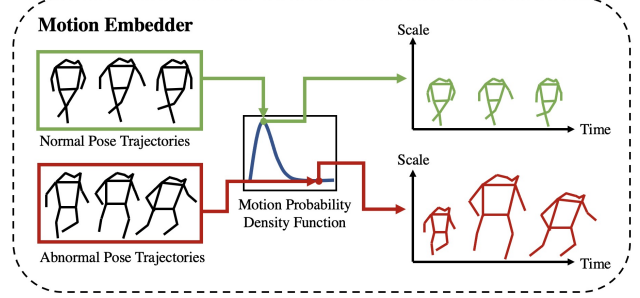 Motion Embedder
Normal Pose Trajectories
Abnormal Pose Trajectories
Motion Probability
Density Function
Scale
Time
Scale
Time